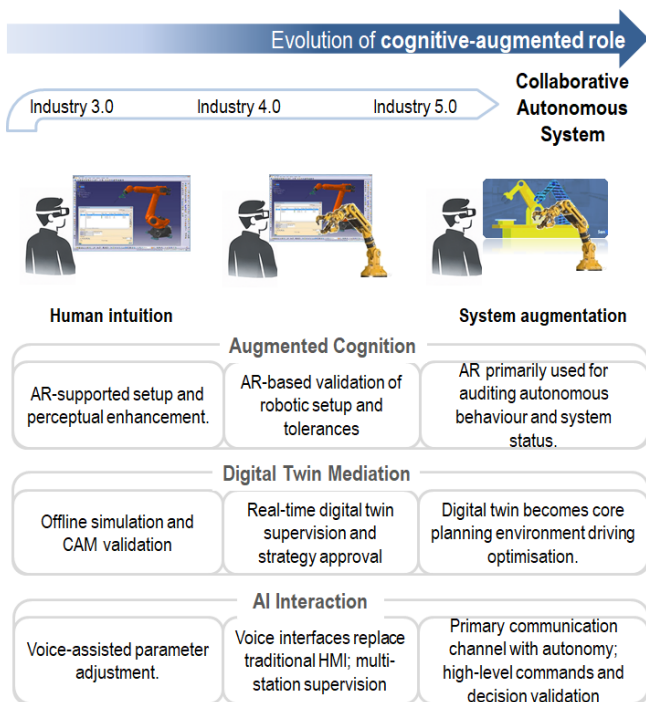 Evolution of cognitive-augmented role
Industry 3.0
Industry 4.0
Industry 5.0
Collaborative
Autonomous
System
Human intuition
System augmentation
Augmented Cognition
AR-supported setup and
perceptual enhancement.
AR-based validation of
robotic setup and
tolerances
AR primarily used for
auditing autonomous
behaviour and system
status.
Digital Twin Mediation
Offline simulation and
CAM validation
Real-time digital twin
supervision and
strategy approval
Digital twin becomes core
planning environment driving
optimisation.
AI Interaction
Voice-assisted parameter
adjustment.
Voice interfaces replace
traditional HMI; multi-
station supervision
Primary communication
channel with autonomy;
high-level commands and
decision validation